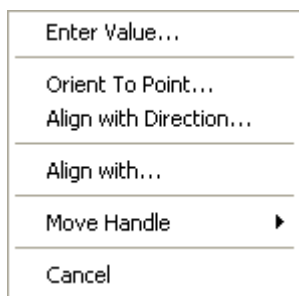 Enter Value...
Orient To Point...
Align with Direction...
Align with...
Move Handle
Cancel